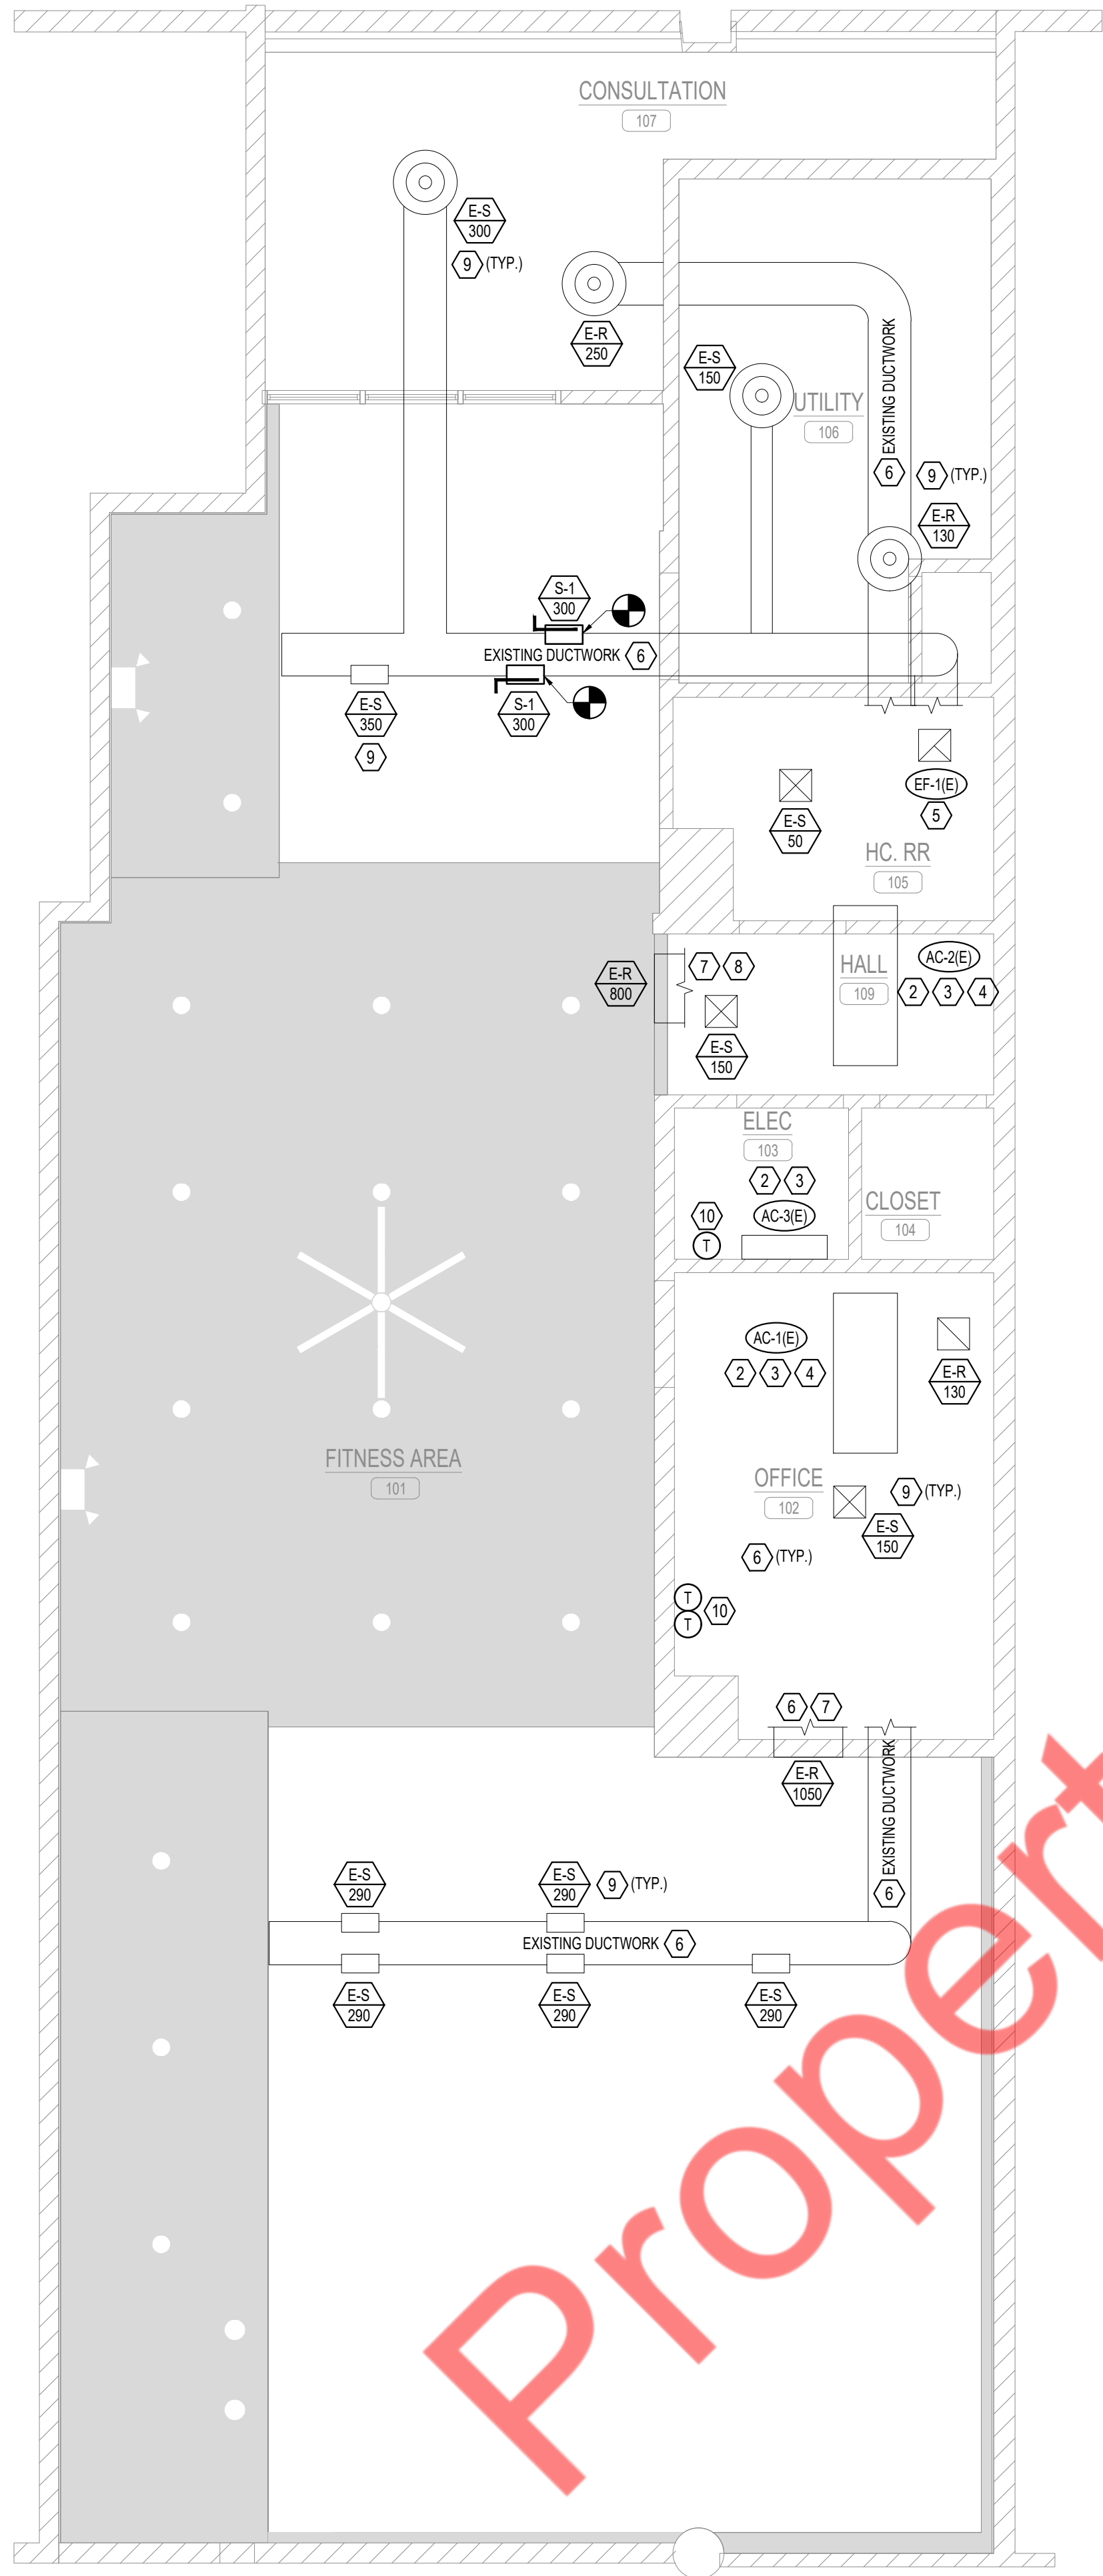 CONSULTATION
107
E-S
300
9 (TYP.)
E-R
250
E-S
150
UTILITY
106
EXISTING DUCTWORK
6
9 (TYP.)
E-R
130
S-1
300
EXISTING DUCTWORK 6
E-S
350
9
S-1
300
EF-1(E)
5
E-S
50
HC. RR
105
E-R
800
7 8
E-S
150
HALL
109
AC-2(E)
2 3 4
ELEC
103
2 3
AC-3(E)
10
T
CLOSET
104
AC-1(E)
2 3 4
E-R
130
FITNESS AREA
101
OFFICE
102
9 (TYP.)
E-S
150
6 (TYP.)
T
T
10
6 7
E-R
1050
EXISTING DUCTWORK
6
E-S
290
E-S
290
9 (TYP.)
EXISTING DUCTWORK 6
E-S
290
E-S
290
E-S
290
Propert